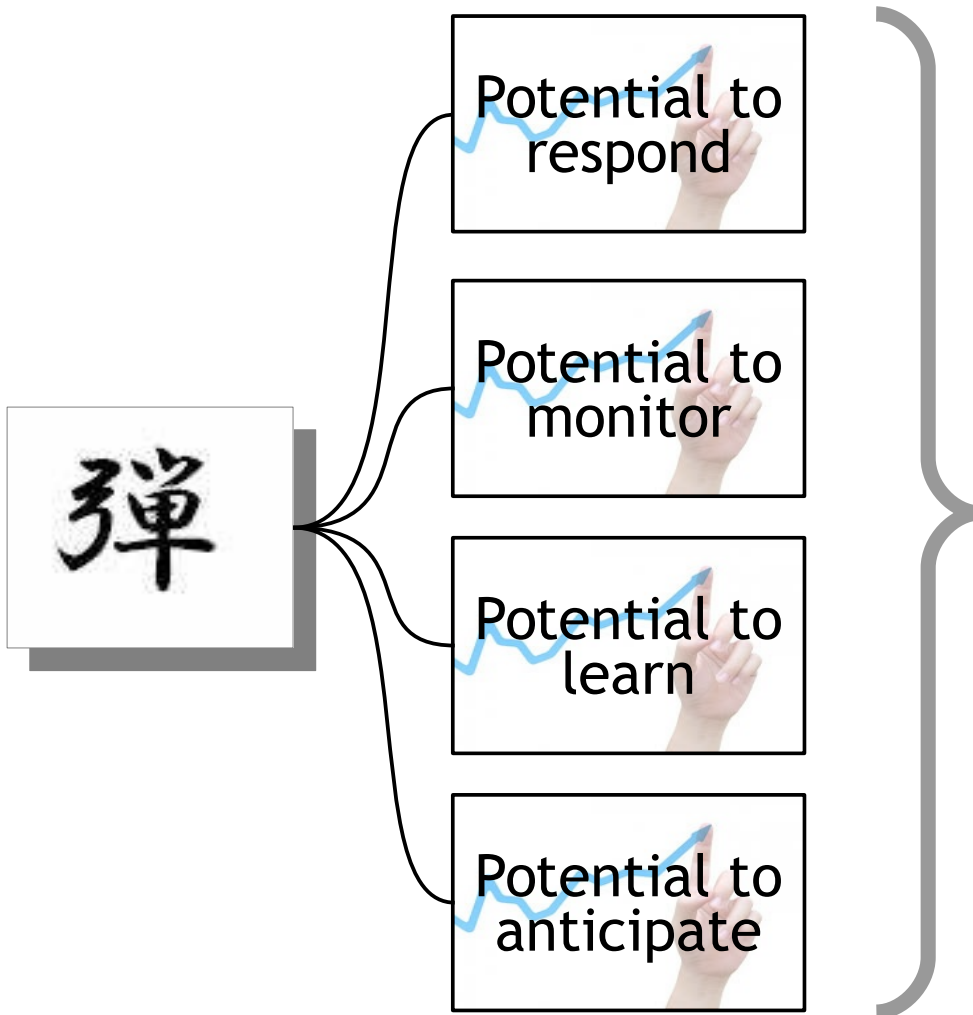 弾
Potential to
respond
Potential to
monitor
Potential to
learn
Potential to
anticipate